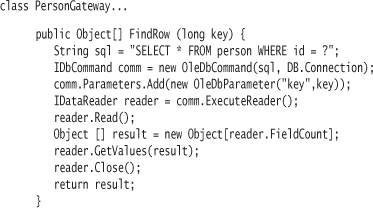 class PersonGateway...
public Object[] FindRow (long key) {
String sql = "SELECT * FROM person WHERE id = ?";
IDbCommand comm = new OleDbCommand(sql, DB.Connection);
comm.Parameters.Add(new OleDbParameter("key",key));
IDataReader reader = comm.ExecuteReader();
reader.Read();
Object [] result = new Object[reader.FieldCount];
reader.GetValues(result);
reader.Close();
return result;
}